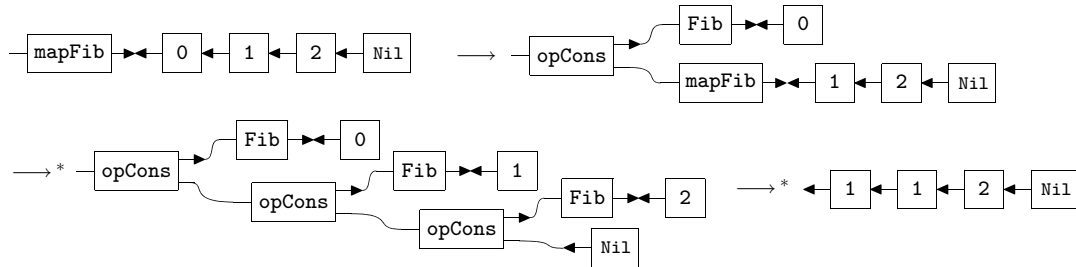 mapFib 0 1 2 Nil ⟶ opCons Fib 0
mapFib 1 2 Nil
⟶* opCons Fib 0
opCons Fib 1
opCons Fib 2
Nil
⟶* 1 1 2 Nil